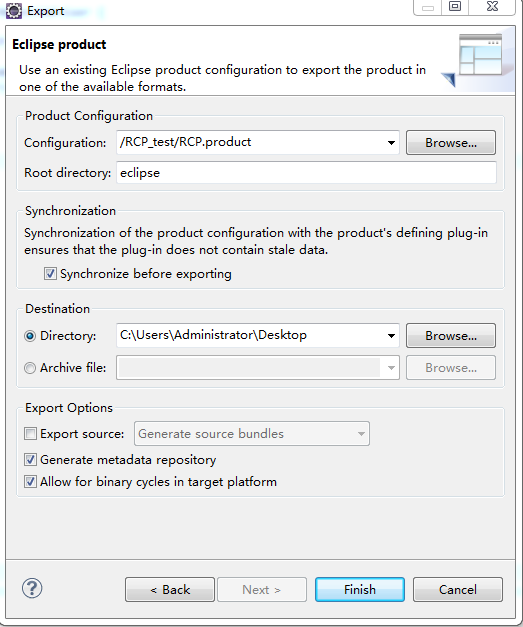 Export
Eclipse product
Use an existing Eclipse product configuration to export the product in
one of the available formats.
Product Configuration
Configuration: /RCP_test/RCP.product Browse...
Root directory: eclipse
Synchronization
Synchronization of the product configuration with the product's defining plug-in
ensures that the plug-in does not contain stale data.
Synchronize before exporting
Destination
Directory: C:\Users\Administrator\Desktop Browse...
Archive file: Browse...
Export Options
Export source: Generate source bundles
Generate metadata repository
Allow for binary cycles in target platform
? < Back Next > Finish Cancel